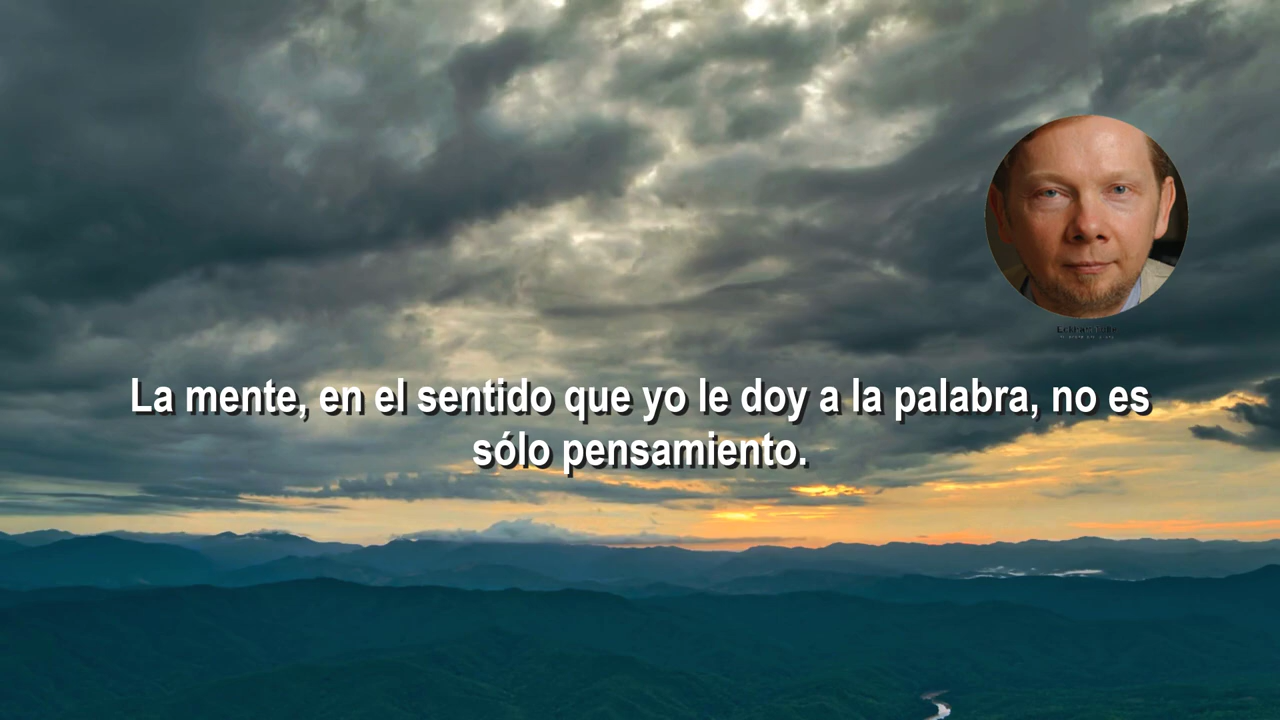 La mente, en el sentido que yo le doy a la palabra, no es
sólo pensamiento.